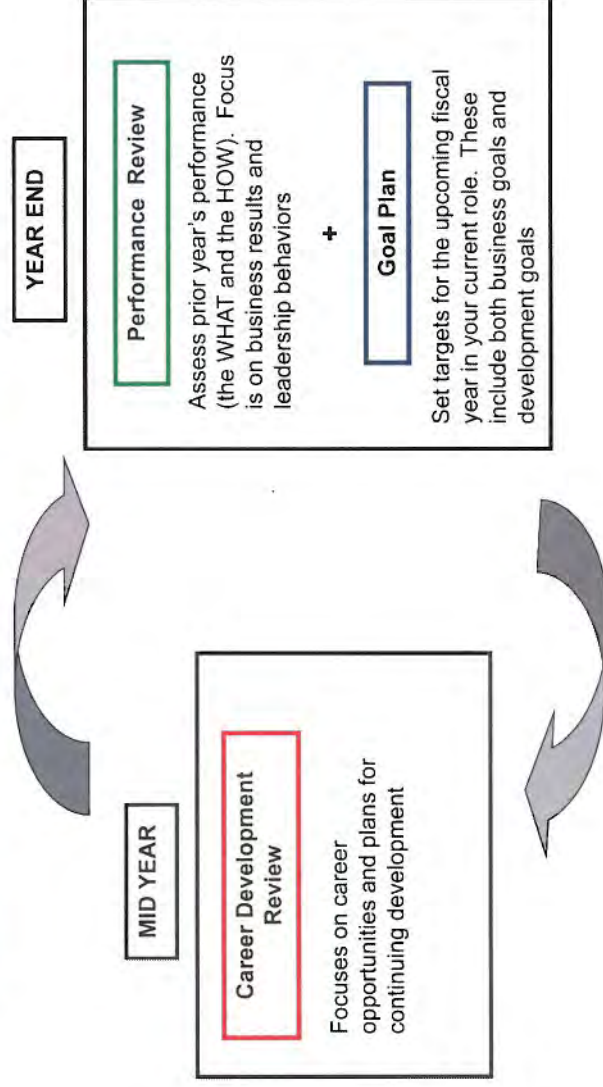 MID YEAR
Career Development
Review
Focuses on career
opportunities and plans for
continuing development
YEAR END
Performance Review
Assess prior year's performance
(the WHAT and the HOW). Focus
is on business results and
leadership behaviors
+
Goal Plan
Set targets for the upcoming fiscal
year in your current role. These
include both business goals and
development goals